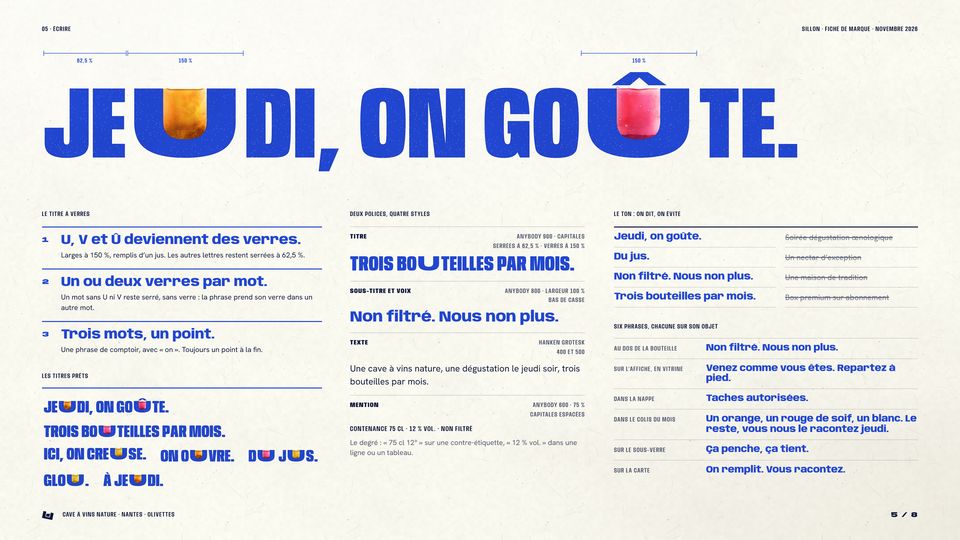 05 · ÉCRIRE
SILLON · FICHE DE MARQUE · NOVEMBRE 2026
62,5 %
150 %
150 %
JEUDI, ON GOÛTE.
LE TITRE À VERRES
1 U, V et Û deviennent des verres.
Larges à 150 %, remplis d'un jus. Les autres lettres restent serrées à 62,5 %.
2 Un ou deux verres par mot.
Un mot sans U ni V reste serré, sans verre : la phrase prend son verre dans un
autre mot.
3 Trois mots, un point.
Une phrase de comptoir, avec « on ». Toujours un point à la fin.
LES TITRES PRÊTS
JEUDI, ON GOÛTE.
TROIS BOUTEILLES PAR MOIS.
ICI, ON CREUSE. ON OUVRE. DU JUS.
GLOU. À JEUDI.
DEUX POLICES, QUATRE STYLES
TITRE
ANYBODY 900 · CAPITALES
SERRÉES À 62,5 % · VERRES À 150 %
TROIS BOUTEILLES PAR MOIS.
SOUS-TITRE ET VOIX
ANYBODY 800 · LARGEUR 100 %
BAS DE CASSE
Non filtré. Nous non plus.
TEXTE
HANKEN GROTESK
400 ET 500
Une cave à vins nature, une dégustation le jeudi soir, trois
bouteilles par mois.
MENTION
ANYBODY 600 · 75 %
CAPITALES ESPACÉES
CONTENANCE 75 CL · 12 % VOL. · NON FILTRÉ
Le degré : « 75 cl 12° » sur une contre-étiquette, « 12 % vol. » dans une
ligne ou un tableau.
LE TON : ON DIT, ON ÉVITE
Jeudi, on goûte.
Soirée dégustation œnologique
Du jus.
Un nectar d'exception
Non filtré. Nous non plus.
Une maison de tradition
Trois bouteilles par mois.
Box premium sur abonnement
SIX PHRASES, CHACUNE SUR SON OBJET
AU DOS DE LA BOUTEILLE
Non filtré. Nous non plus.
SUR L'AFFICHE, EN VITRINE
Venez comme vous êtes. Repartez à
pied.
DANS LA NAPPE
Taches autorisées.
DANS LE COLIS DU MOIS
Un orange, un rouge de soif, un blanc. Le
reste, vous nous le racontez jeudi.
SUR LE SOUS-VERRE
Ça penche, ça tient.
SUR LA CARTE
On remplit. Vous racontez.
CAVE À VINS NATURE · NANTES · OLIVETTES
5 / 8